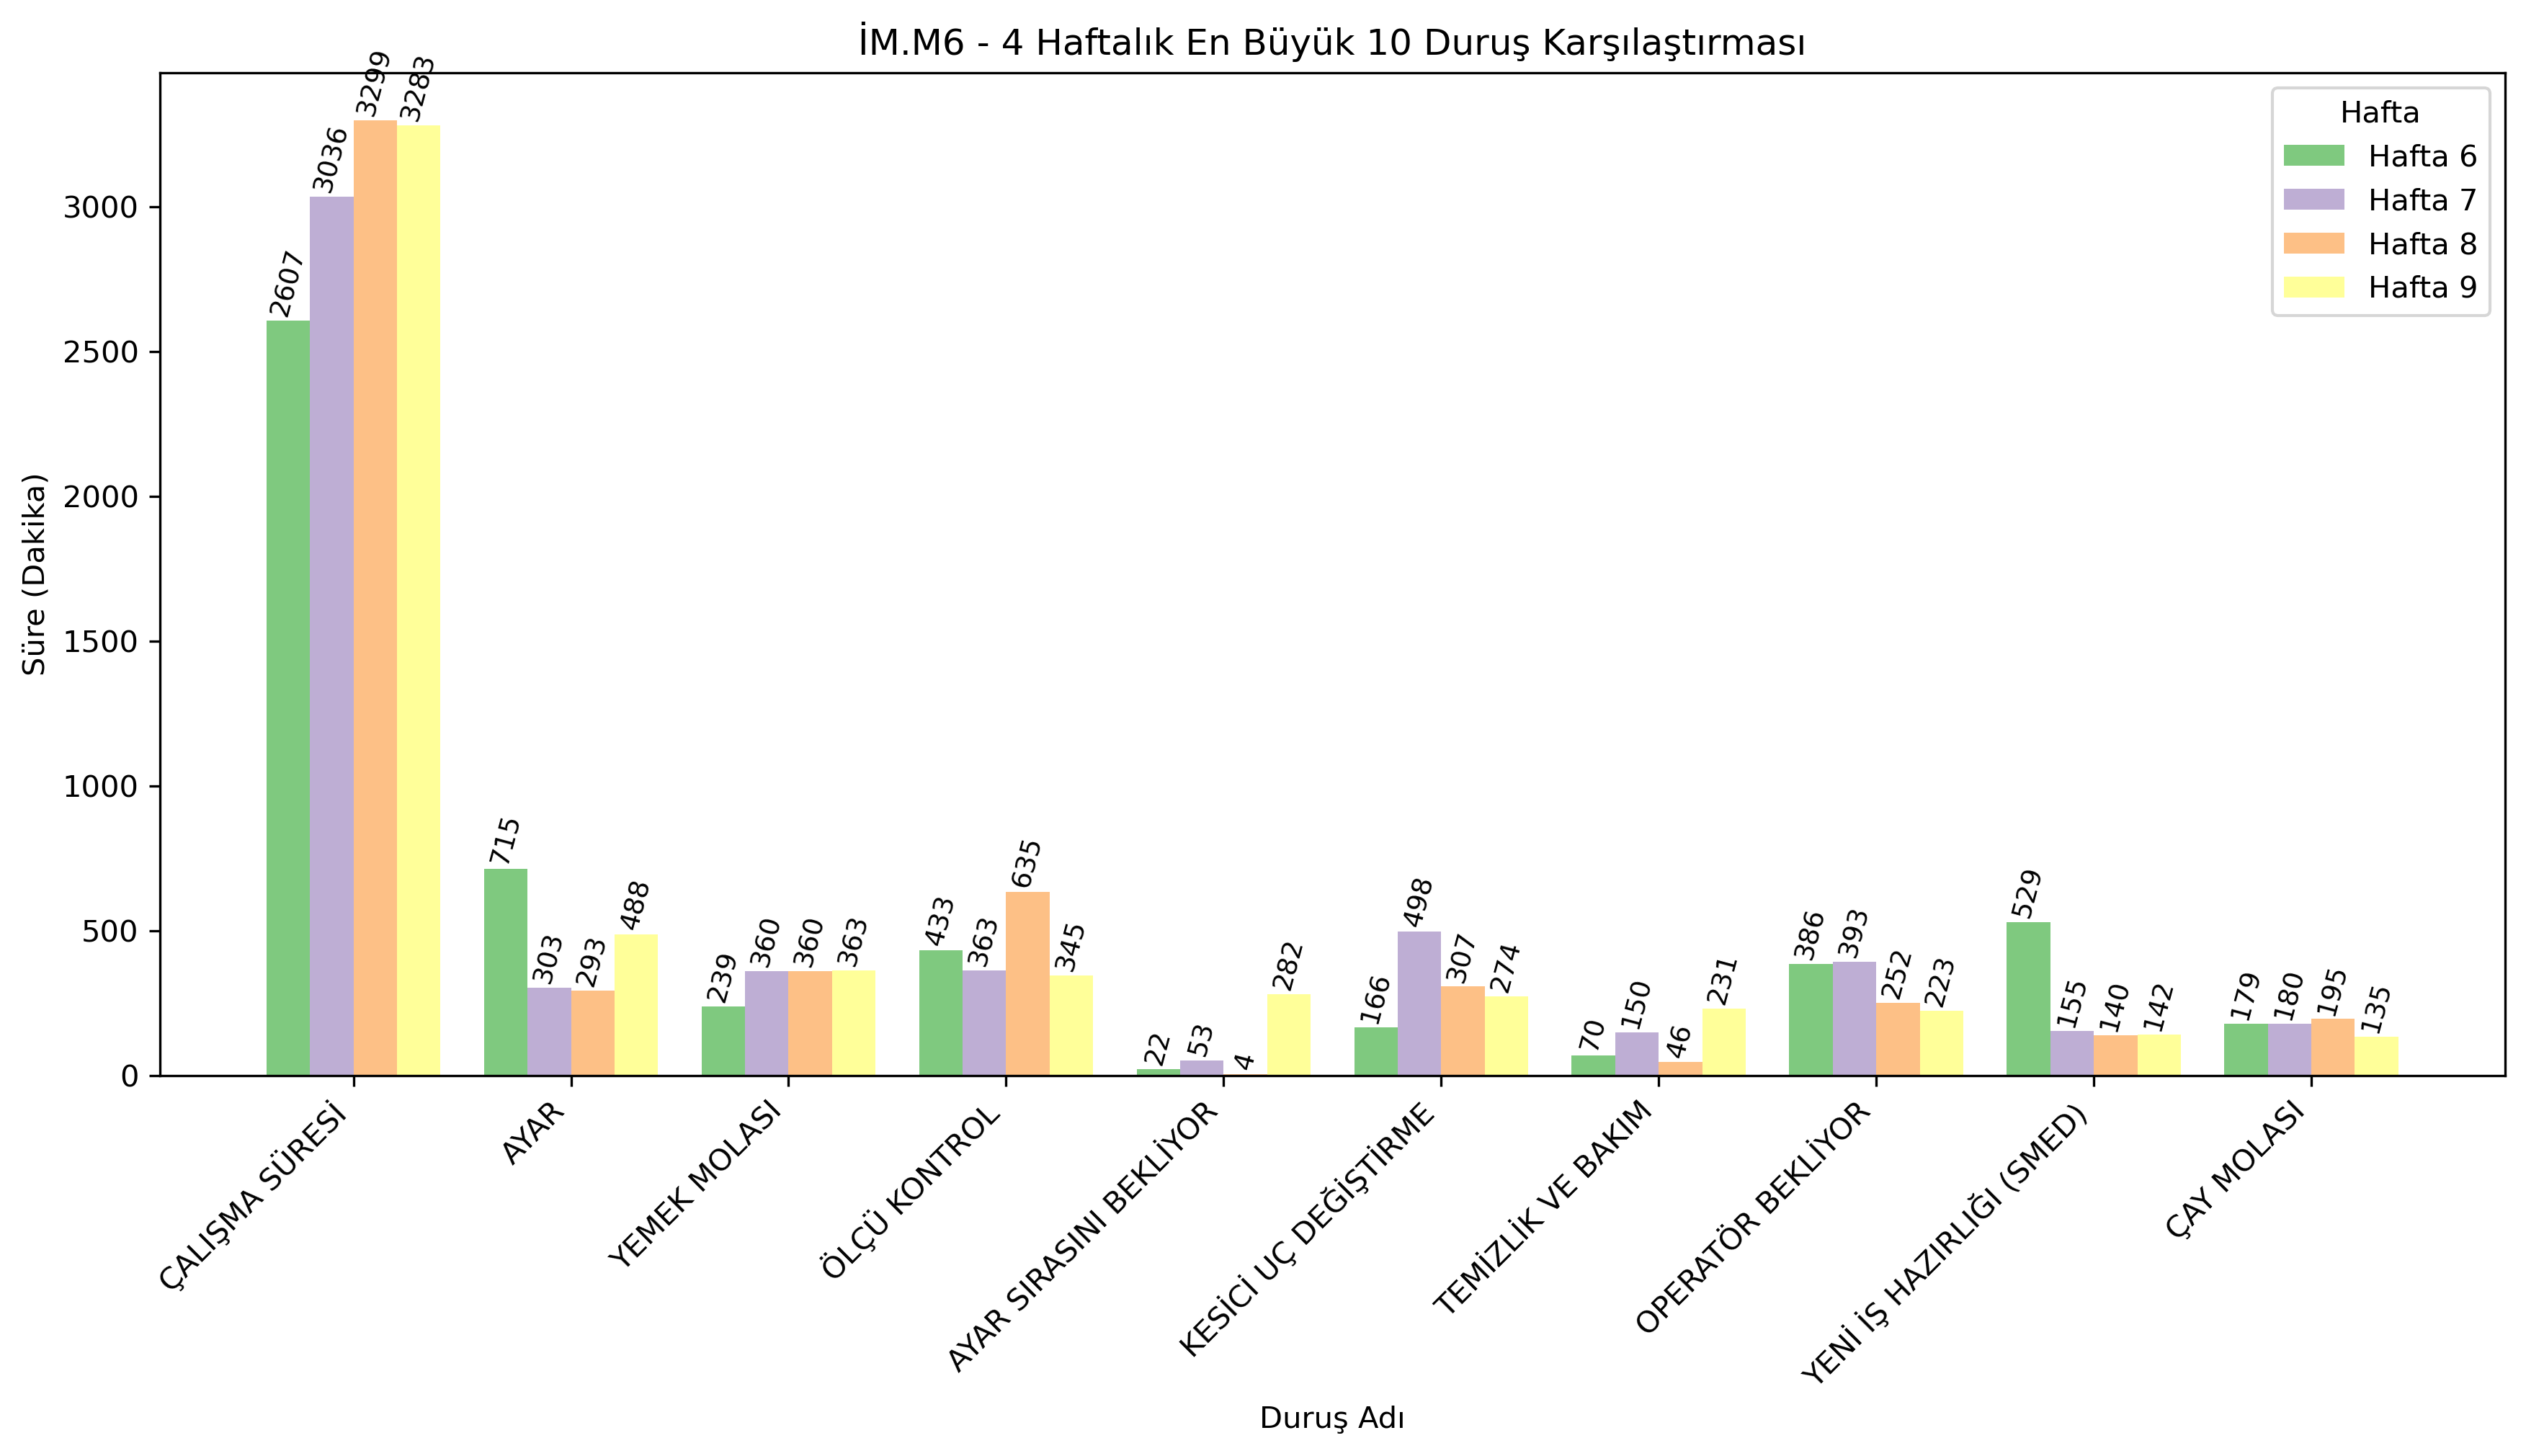 İM.M6 - 4 Haftalık En Büyük 10 Duruş Karşılaştırması
Hafta
Hafta 6
Hafta 7
Hafta 8
Hafta 9
Süre (Dakika)
3000
2500
2000
1500
1000
500
0
2607
3036
3299
3283
715
303
293
488
239
360
360
363
433
363
635
345
22
53
4
282
166
498
307
274
70
150
46
231
386
393
252
223
529
155
140
142
179
180
195
135
ÇALIŞMA SÜRESİ
AYAR
YEMEK MOLASI
ÖLÇÜ KONTROL
AYAR SIRASINI BEKLİYOR
KESİCİ UÇ DEĞİŞTİRME
TEMİZLİK VE BAKIM
OPERATÖR BEKLİYOR
YENİ İŞ HAZIRLIĞI (SMED)
ÇAY MOLASI
Duruş Adı